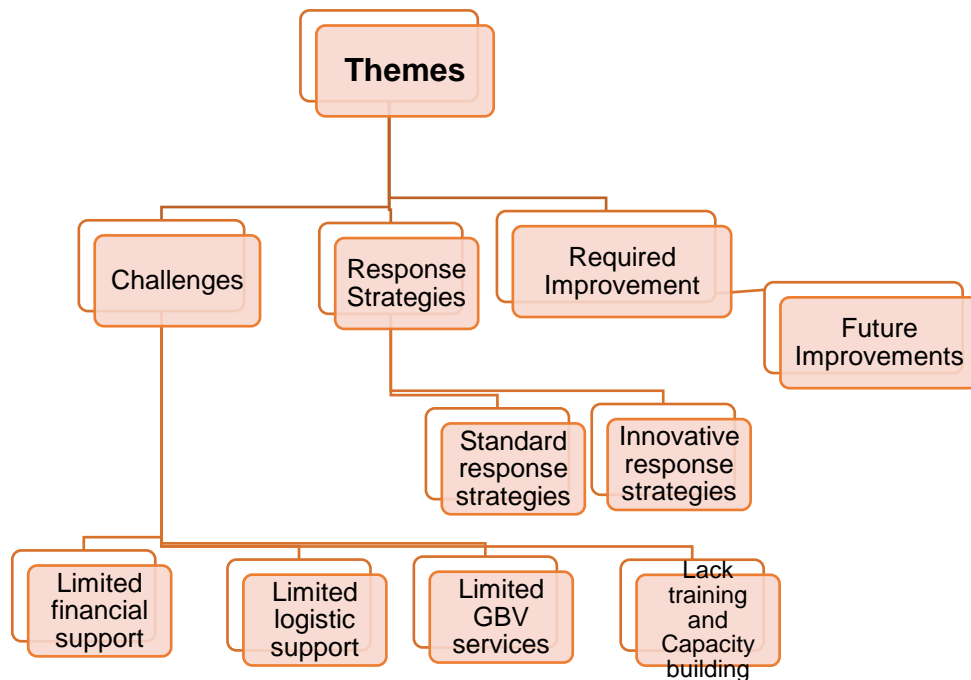 Themes
Challenges
Response
Strategies
Required
Improvement
Future
Improvements
Standard
response
strategies
Innovative
response
strategies
Limited
financial
support
Limited
logistic
support
Limited
GBV
services
Lack
training
and
Capacity
building